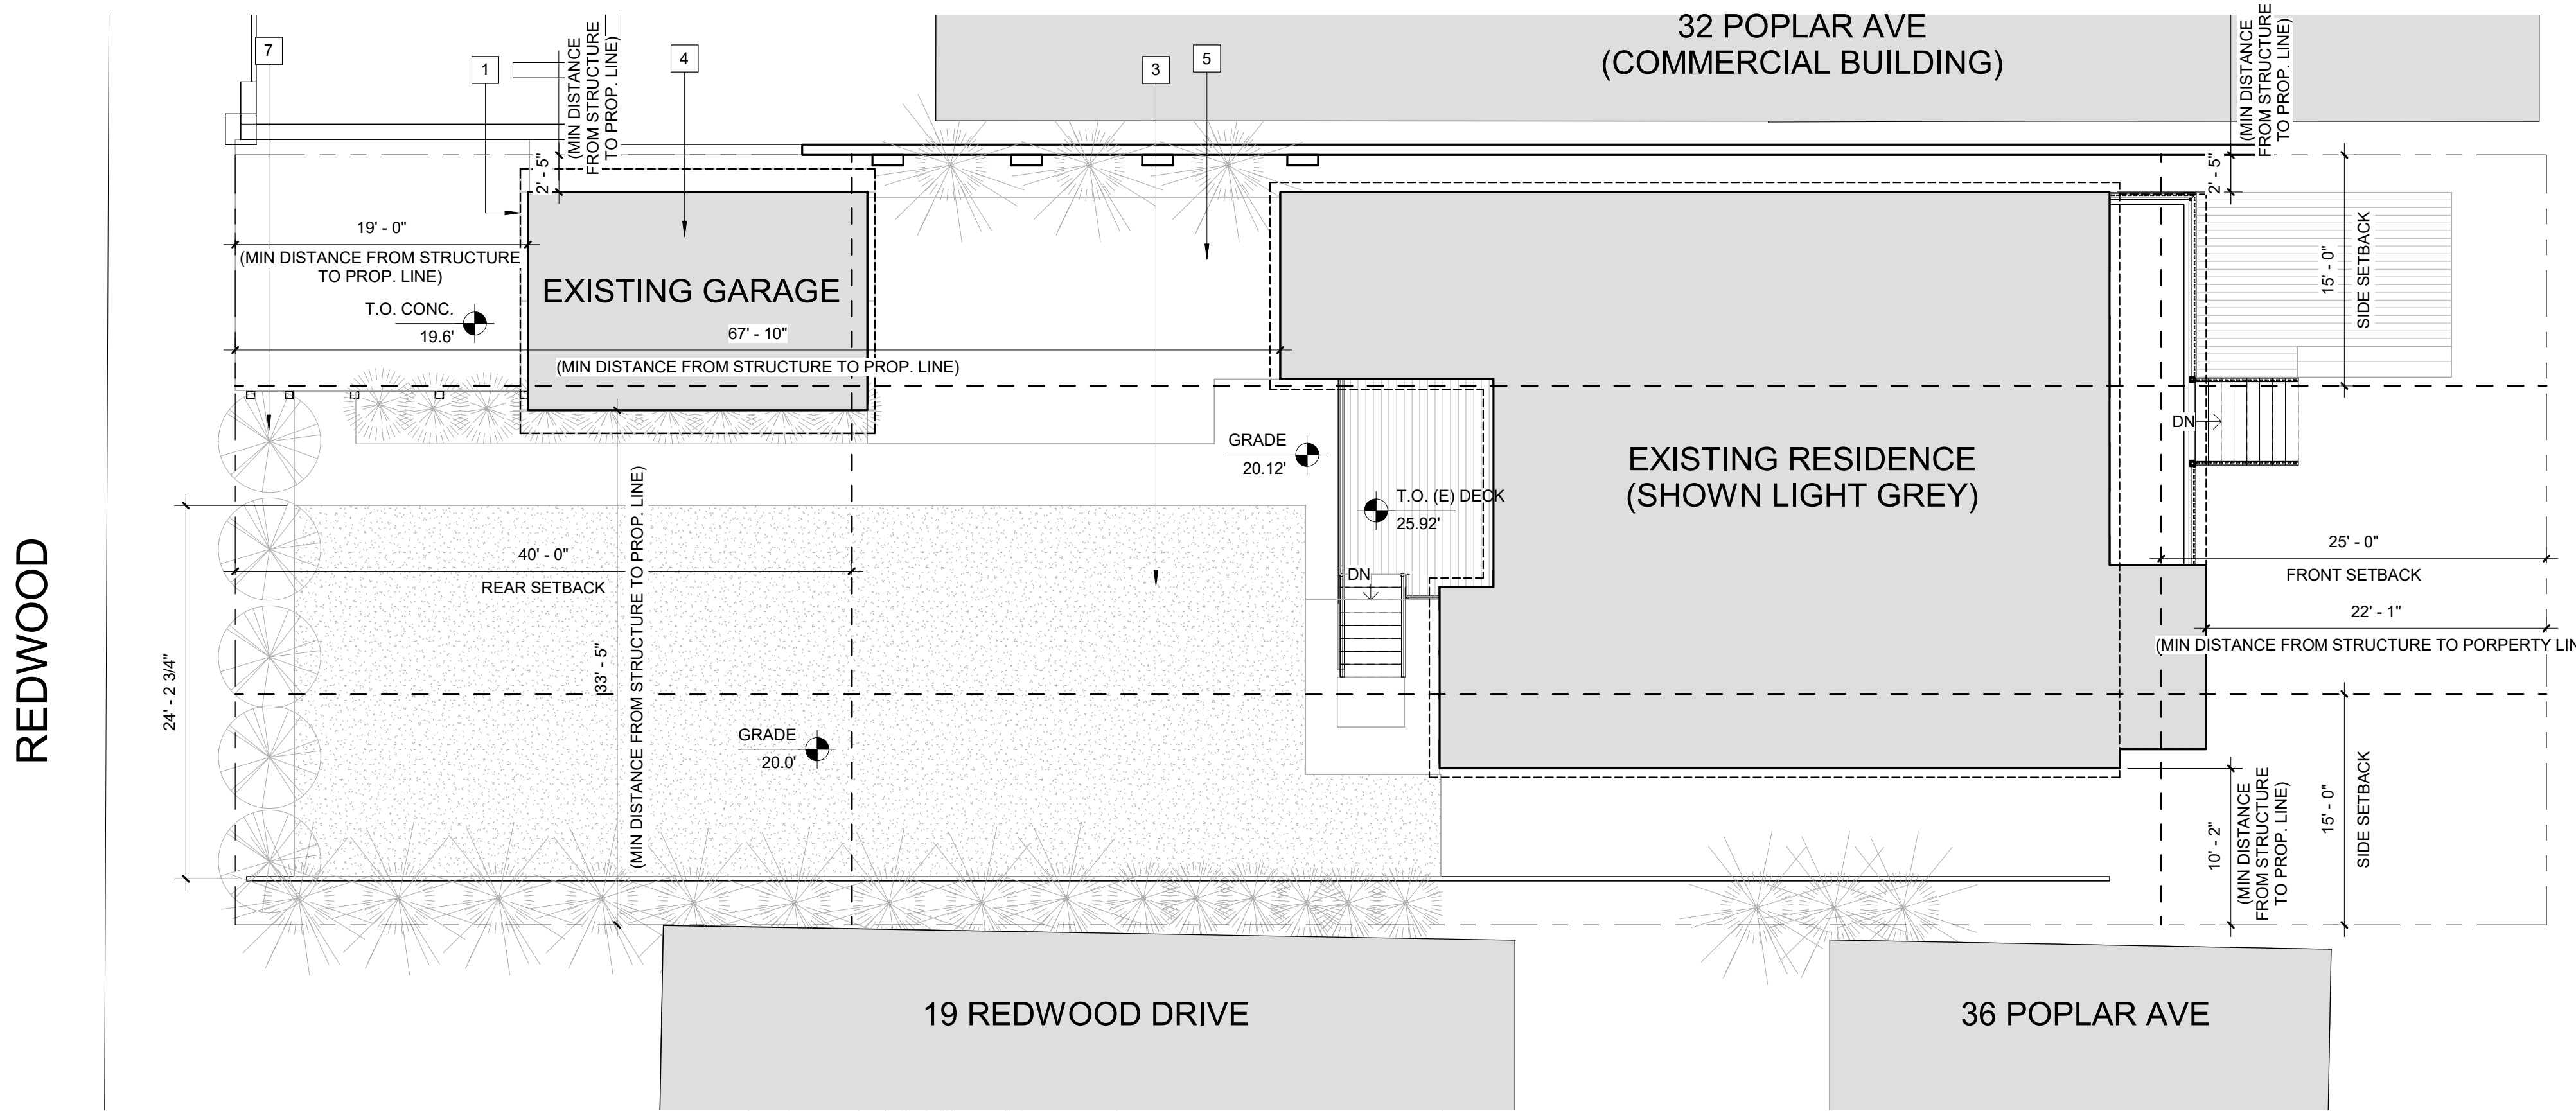 32 POPLAR AVE
(COMMERCIAL BUILDING)
7
1
4
3
5
(MIN DISTANCE
FROM STRUCTURE
TO PROP. LINE)
2' - 5"
(MIN DISTANCE
FROM STRUCTURE
TO PROP. LINE)
2' - 5"
19' - 0"
(MIN DISTANCE FROM STRUCTURE
TO PROP. LINE)
T.O. CONC.
19.6'
EXISTING GARAGE
67' - 10"
(MIN DISTANCE FROM STRUCTURE TO PROP. LINE)
15' - 0"
SIDE SETBACK
DN
GRADE
20.12'
T.O. (E) DECK
25.92'
DN
EXISTING RESIDENCE
(SHOWN LIGHT GREY)
REDWOOD
40' - 0"
REAR SETBACK
24' - 2 3/4"
33' - 5"
(MIN DISTANCE FROM STRUCTURE TO PROP. LINE)
GRADE
20.0'
25' - 0"
FRONT SETBACK
22' - 1"
(MIN DISTANCE FROM STRUCTURE TO PORPERTY LIN
10' - 2"
(MIN DISTANCE
FROM STRUCTURE
TO PROP. LINE)
15' - 0"
SIDE SETBACK
19 REDWOOD DRIVE
36 POPLAR AVE